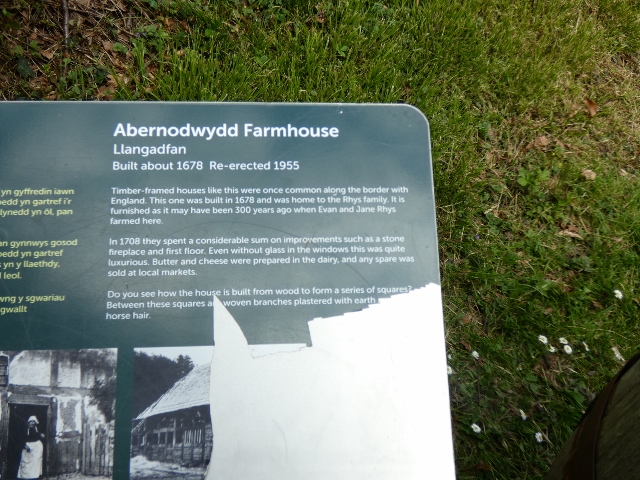 Abernodwydd Farmhouse
Llangadfan
Built about 1678 Re-erected 1955
Timber-framed houses like this were once common along the border with
England. This one was built in 1678 and was home to the Rhys family. It is
furnished as it may have been 300 years ago when Evan and Jane Rhys
farmed here.
In 1708 they spent a considerable sum on improvements such as a stone
fireplace and first floor. Even without glass in the windows this was quite
luxurious. Butter and cheese were prepared in the dairy, and any spare was
sold at local markets.
Do you see how the house is built from wood to form a series of squares?
Between these squares are woven branches plastered with earth
horse hair.
yn gyffredin iawn
oedd yn gartref i'r
lynedd yn ôl, pan
an gynnwys gosod
oedd yn gartref
n y llaethdy,
leol.
wng y sgwariau
gwallt